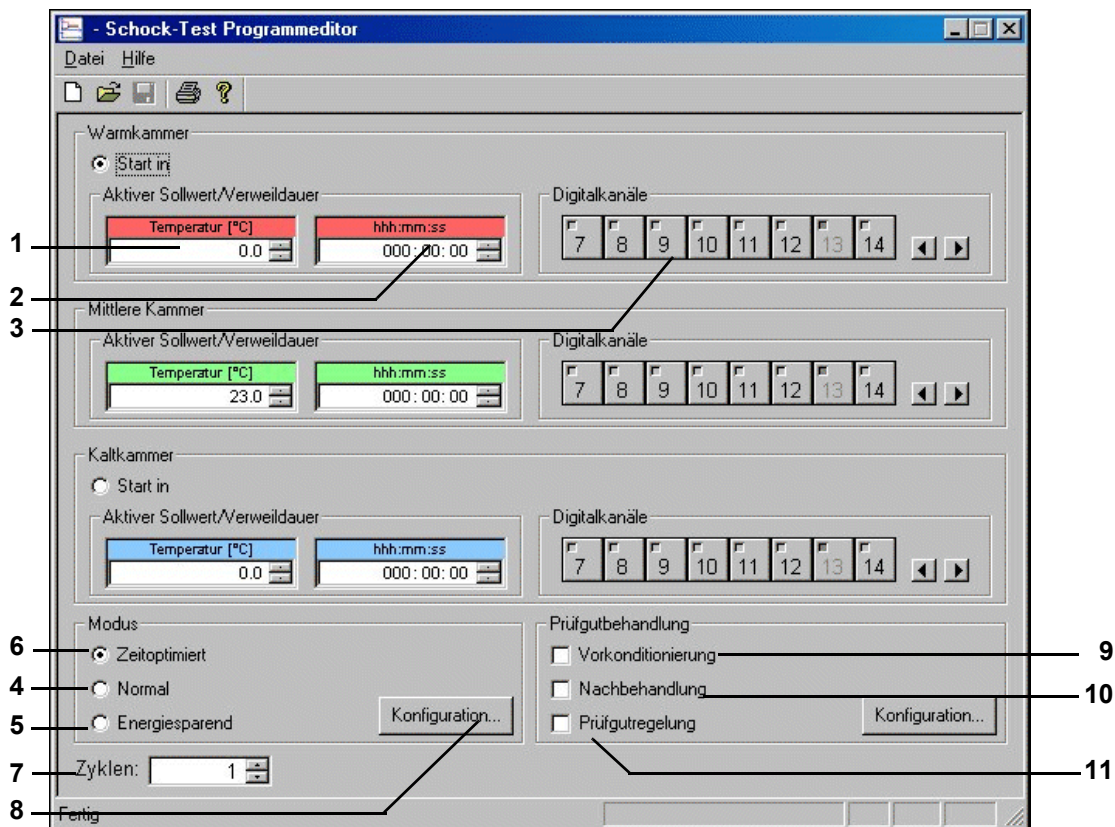 - Schock-Test Programmeditor
Datei Hilfe
Warmkammer
Start in
Aktiver Sollwert/Verweildauer
Digitalkanäle
Temperatur [°C] hhh:mm:ss
1 0.0 000:00:00 7 8 9 10 11 12 13 14
2
3
Mittlere Kammer
Aktiver Sollwert/Verweildauer
Digitalkanäle
Temperatur [°C] hhh:mm:ss
23.0 000:00:00 7 8 9 10 11 12 13 14
Kaltkammer
Start in
Aktiver Sollwert/Verweildauer
Digitalkanäle
Temperatur [°C] hhh:mm:ss
0.0 000:00:00 7 8 9 10 11 12 13 14
Modus
Prüfgutbehandlung
6 Zeitoptimiert
Vorkonditionierung 9
4 Normal
Nachbehandlung 10
5 Energiesparend Konfiguration...
Prüfgutregelung Konfiguration...
7 Zyklen: 1
11
8 Fertig